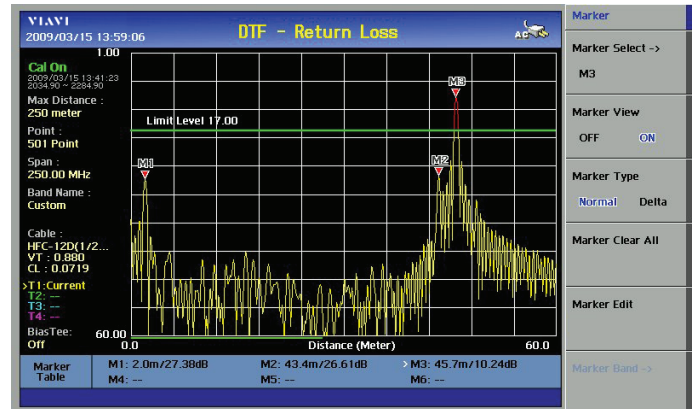 VIAVI
2009/03/15 13:59:06
DTF - Return Loss
AC
Cal On
2009/03/15 13:41:23
2034.90 ~ 2284.90
Max Distance :
250 meter
Point :
501 Point
Span :
250.00 MHz
Band Name :
Custom
Cable :
HFC-12D(1/2...
VT : 0.880
CL : 0.0719
>T1:Current
T2: --
T3: --
T4: --
BiasTee:
Off
1.00
Limit Level 17.00
M1
M2
M3
60.00
0.0
Distance (Meter)
60.0
Marker Table
M1: 2.0m/27.38dB
M2: 43.4m/26.61dB
> M3: 45.7m/10.24dB
M4: --
M5: --
M6: --
Marker
Marker Select ->
M3
Marker View
OFF ON
Marker Type
Normal Delta
Marker Clear All
Marker Edit
Marker Band ->